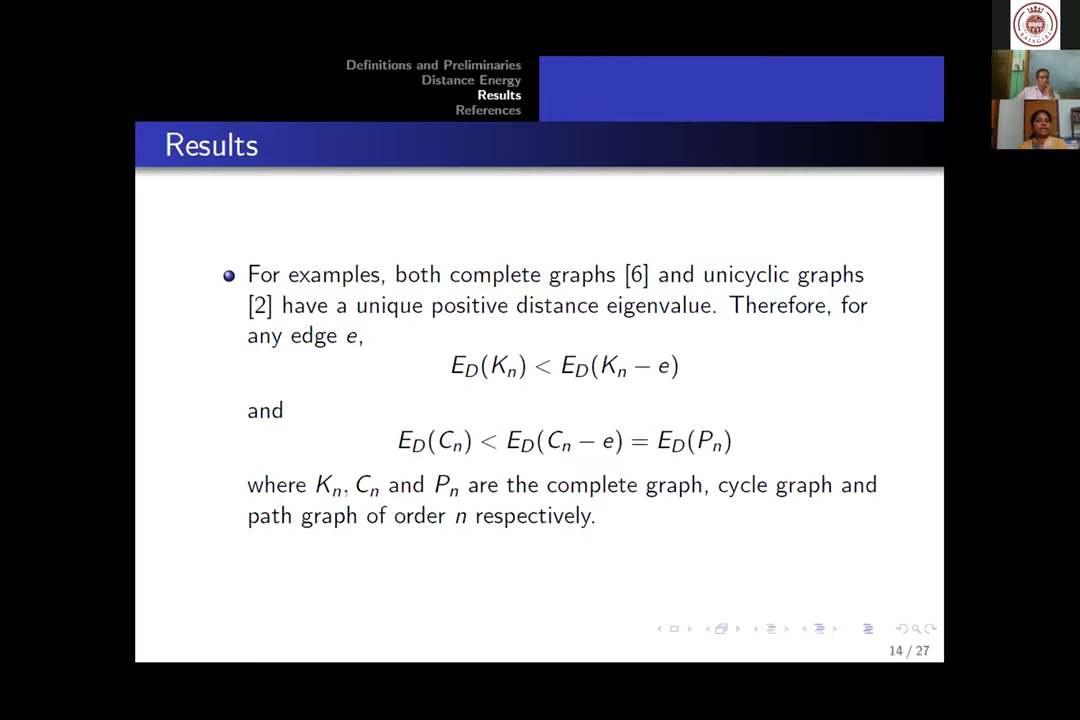 Definitions and Preliminaries
Distance Energy
Results
References
Results
For examples, both complete graphs [6] and unicyclic graphs
[2] have a unique positive distance eigenvalue. Therefore, for
any edge e,
E_D(K_n) < E_D(K_n − e)
and
E_D(C_n) < E_D(C_n − e) = E_D(P_n)
where K_n, C_n and P_n are the complete graph, cycle graph and
path graph of order n respectively.
14 / 27
RAJAGIRI